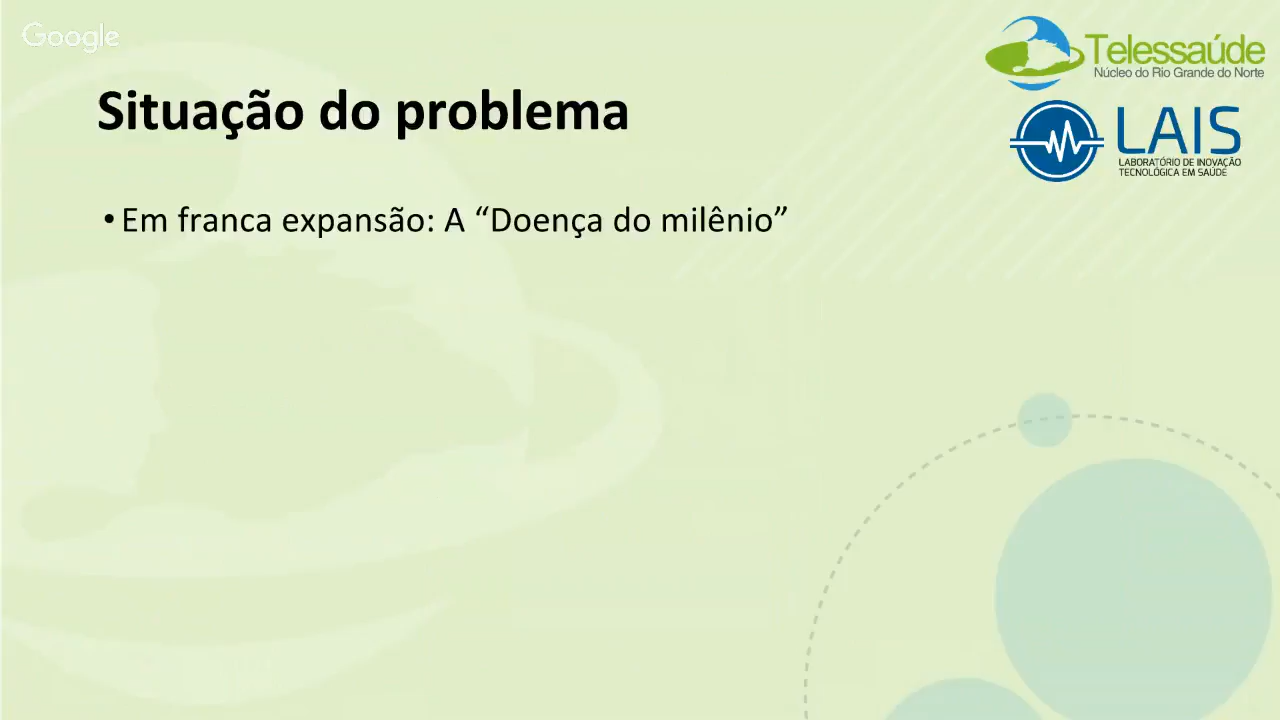 Google
Telessaúde
Núcleo do Rio Grande do Norte
Situação do problema
LAIS
LABORATÓRIO DE INOVAÇÃO
TECNOLÓGICA EM SAÚDE
• Em franca expansão: A “Doença do milênio”